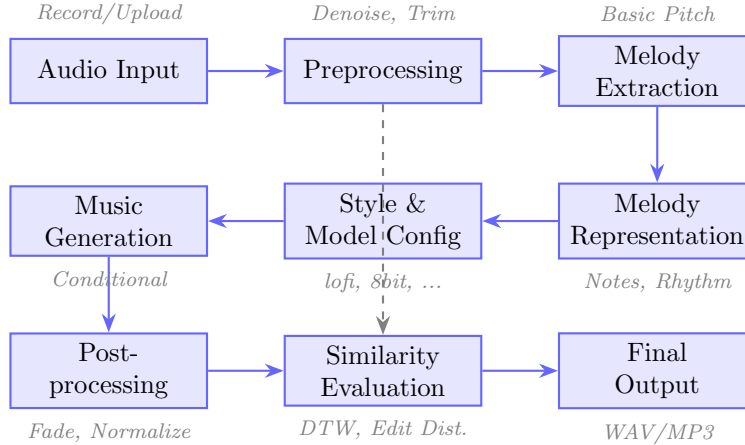 Record/Upload
Denoise, Trim
Basic Pitch
Audio Input
Preprocessing
Melody
Extraction
Music
Generation
Style &
Model Config
Melody
Representation
Conditional
lofi, 8bit, ...
Notes, Rhythm
Post-
processing
Similarity
Evaluation
Final
Output
Fade, Normalize
DTW, Edit Dist.
WAV/MP3